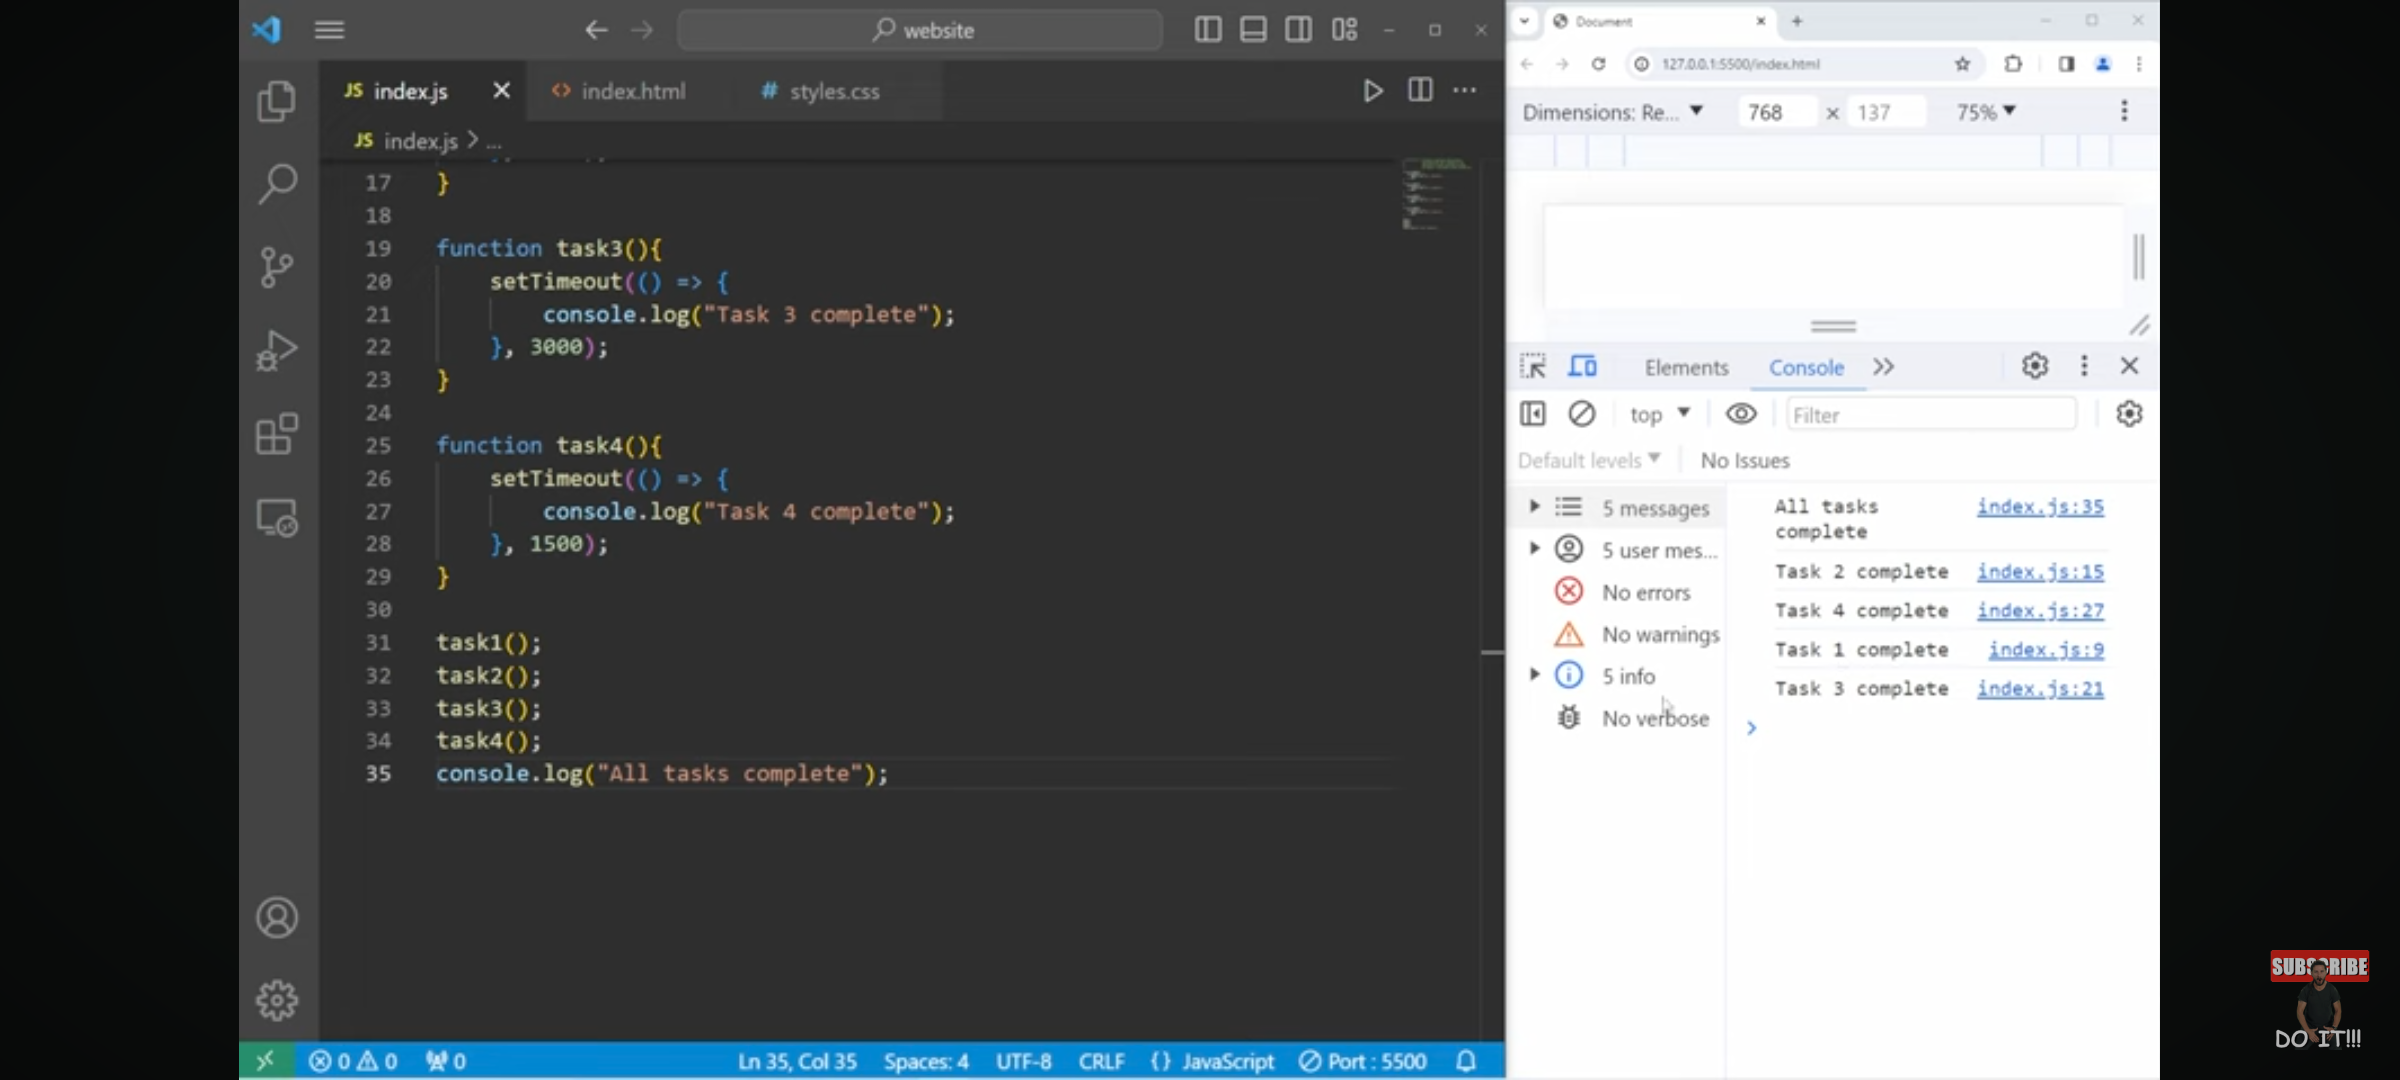 website
JS index.js
<> index.html
# styles.css
JS index.js > ...
17 }
18
19 function task3(){
20 setTimeout(() => {
21 console.log("Task 3 complete");
22 }, 3000);
23 }
24
25 function task4(){
26 setTimeout(() => {
27 console.log("Task 4 complete");
28 }, 1500);
29 }
30
31 task1();
32 task2();
33 task3();
34 task4();
35 console.log("All tasks complete");
0 0 0
Ln 35, Col 35
Spaces: 4
UTF-8
CRLF
{} JavaScript
Port : 5500
Document
127.0.0.1:5500/index.html
Dimensions: Re... 768 × 137 75%
Elements Console
top Filter
Default levels No Issues
5 messages
5 user mes...
No errors
No warnings
5 info
No verbose
All tasks complete index.js:35
Task 2 complete index.js:15
Task 4 complete index.js:27
Task 1 complete index.js:9
Task 3 complete index.js:21
SUBSCRIBE
DO IT!!!